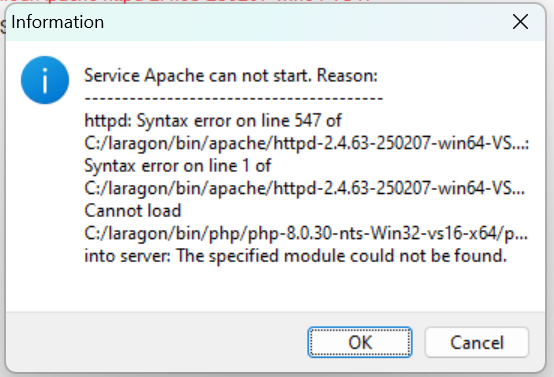 Information
Service Apache can not start. Reason:
---------------------------------------
httpd: Syntax error on line 547 of
C:/laragon/bin/apache/httpd-2.4.63-250207-win64-VS...:
Syntax error on line 1 of
C:/laragon/bin/apache/httpd-2.4.63-250207-win64-VS...
Cannot load
C:/laragon/bin/php/php-8.0.30-nts-Win32-vs16-x64/p...
into server: The specified module could not be found.
OK
Cancel